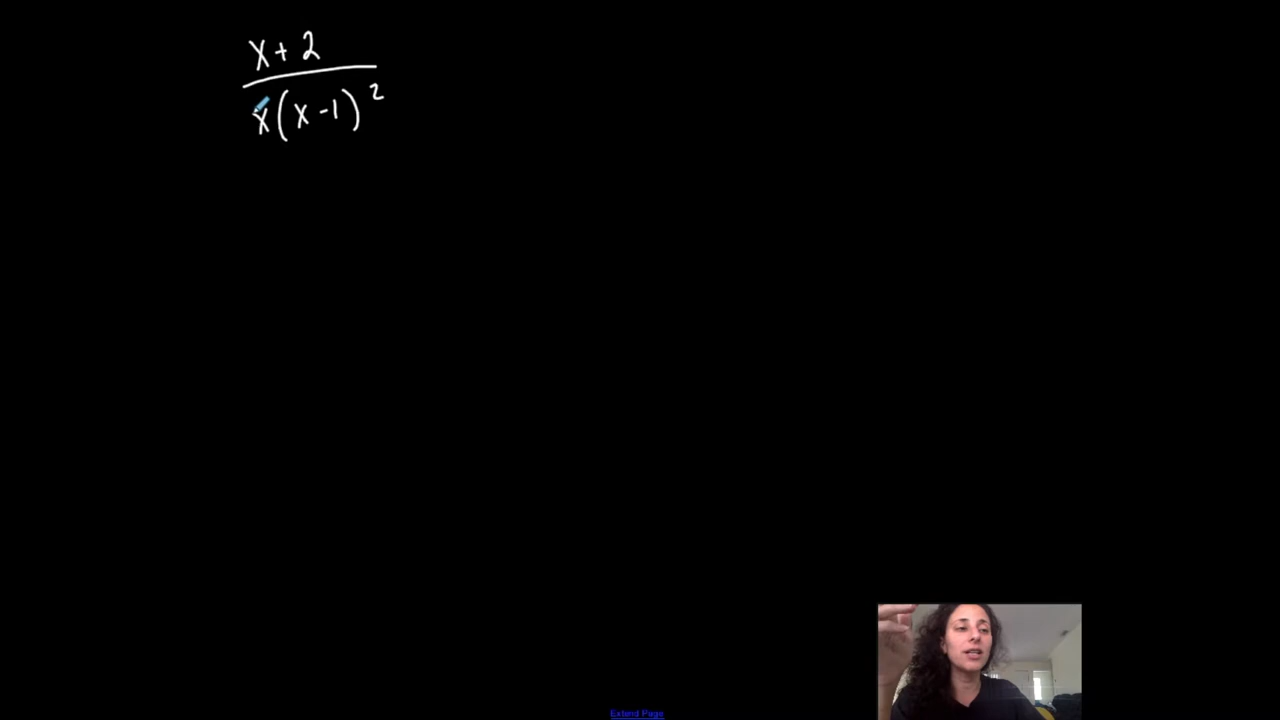 x + 2
x(x - 1)²
Extend Page